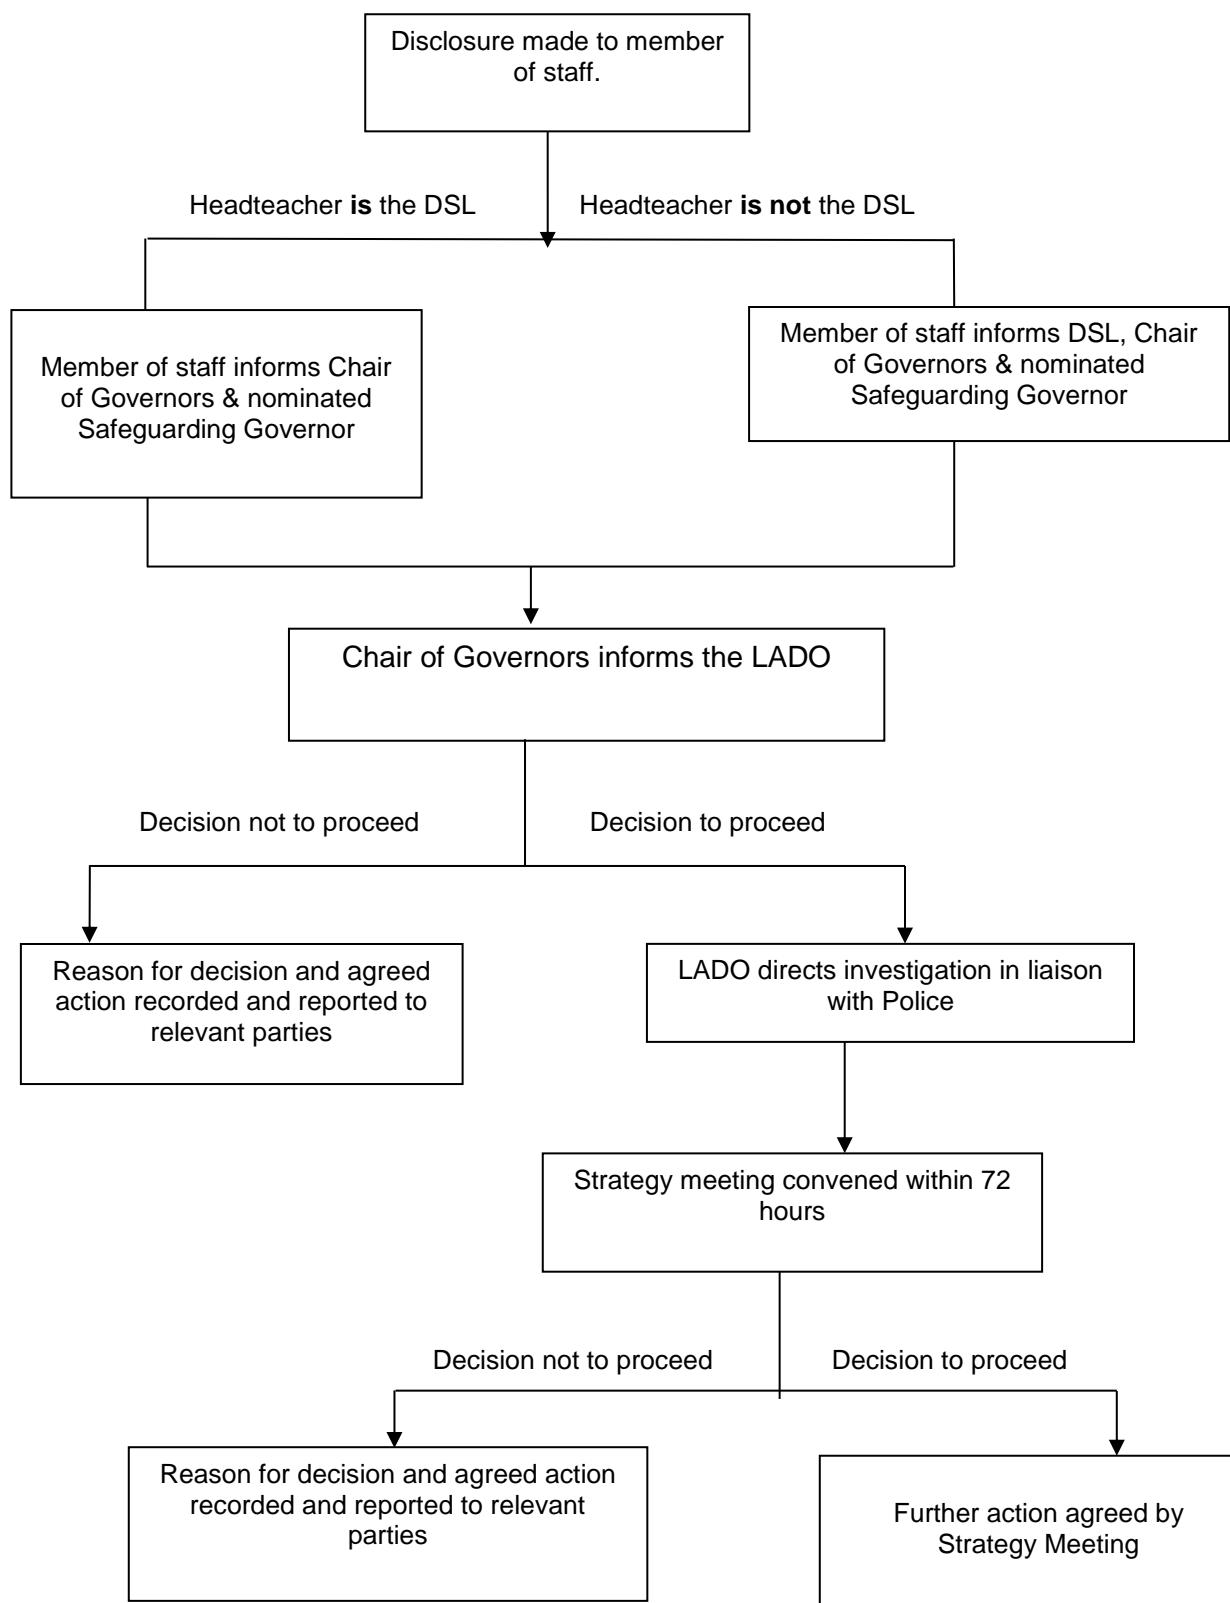 Disclosure made to member
of staff.
Headteacher is the DSL
Headteacher is not the DSL
Member of staff informs Chair
of Governors & nominated
Safeguarding Governor
Member of staff informs DSL, Chair
of Governors & nominated
Safeguarding Governor
Chair of Governors informs the LADO
Decision not to proceed
Decision to proceed
Reason for decision and agreed
action recorded and reported to
relevant parties
LADO directs investigation in liaison
with Police
Strategy meeting convened within 72
hours
Decision not to proceed
Decision to proceed
Reason for decision and agreed action
recorded and reported to relevant
parties
Further action agreed by
Strategy Meeting